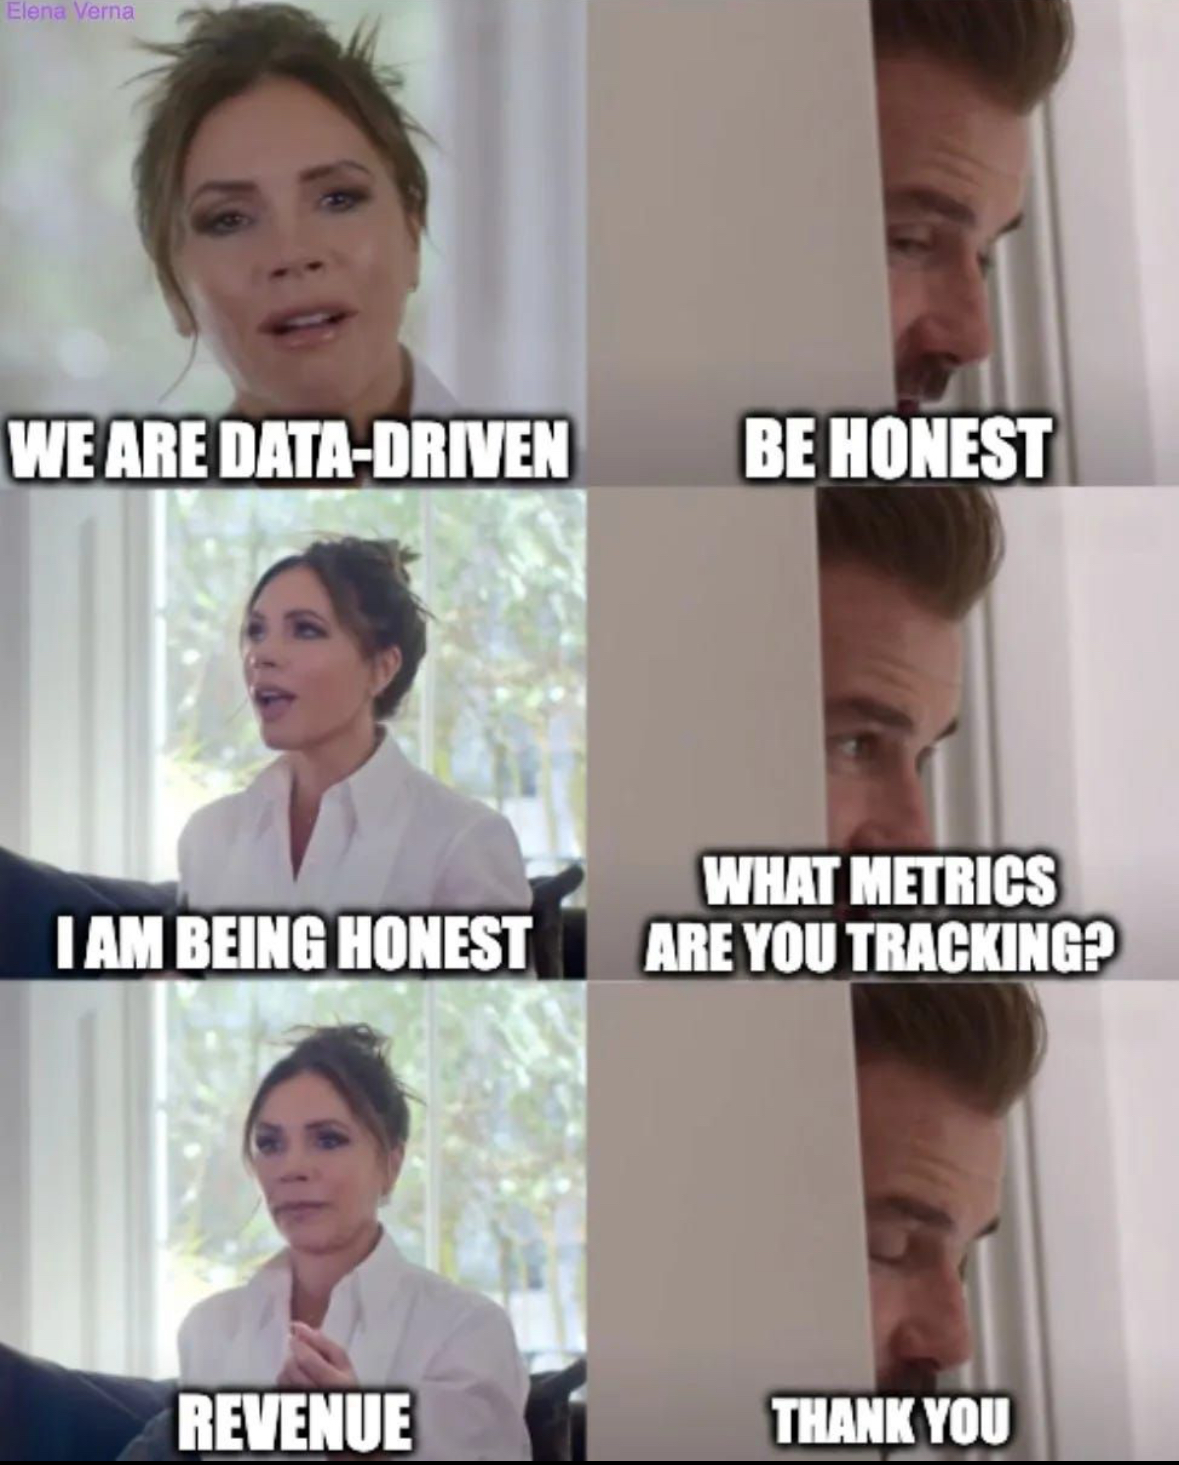 Elena Verna
WE ARE DATA-DRIVEN
BE HONEST
I AM BEING HONEST
WHAT METRICS
ARE YOU TRACKING?
REVENUE
THANK YOU